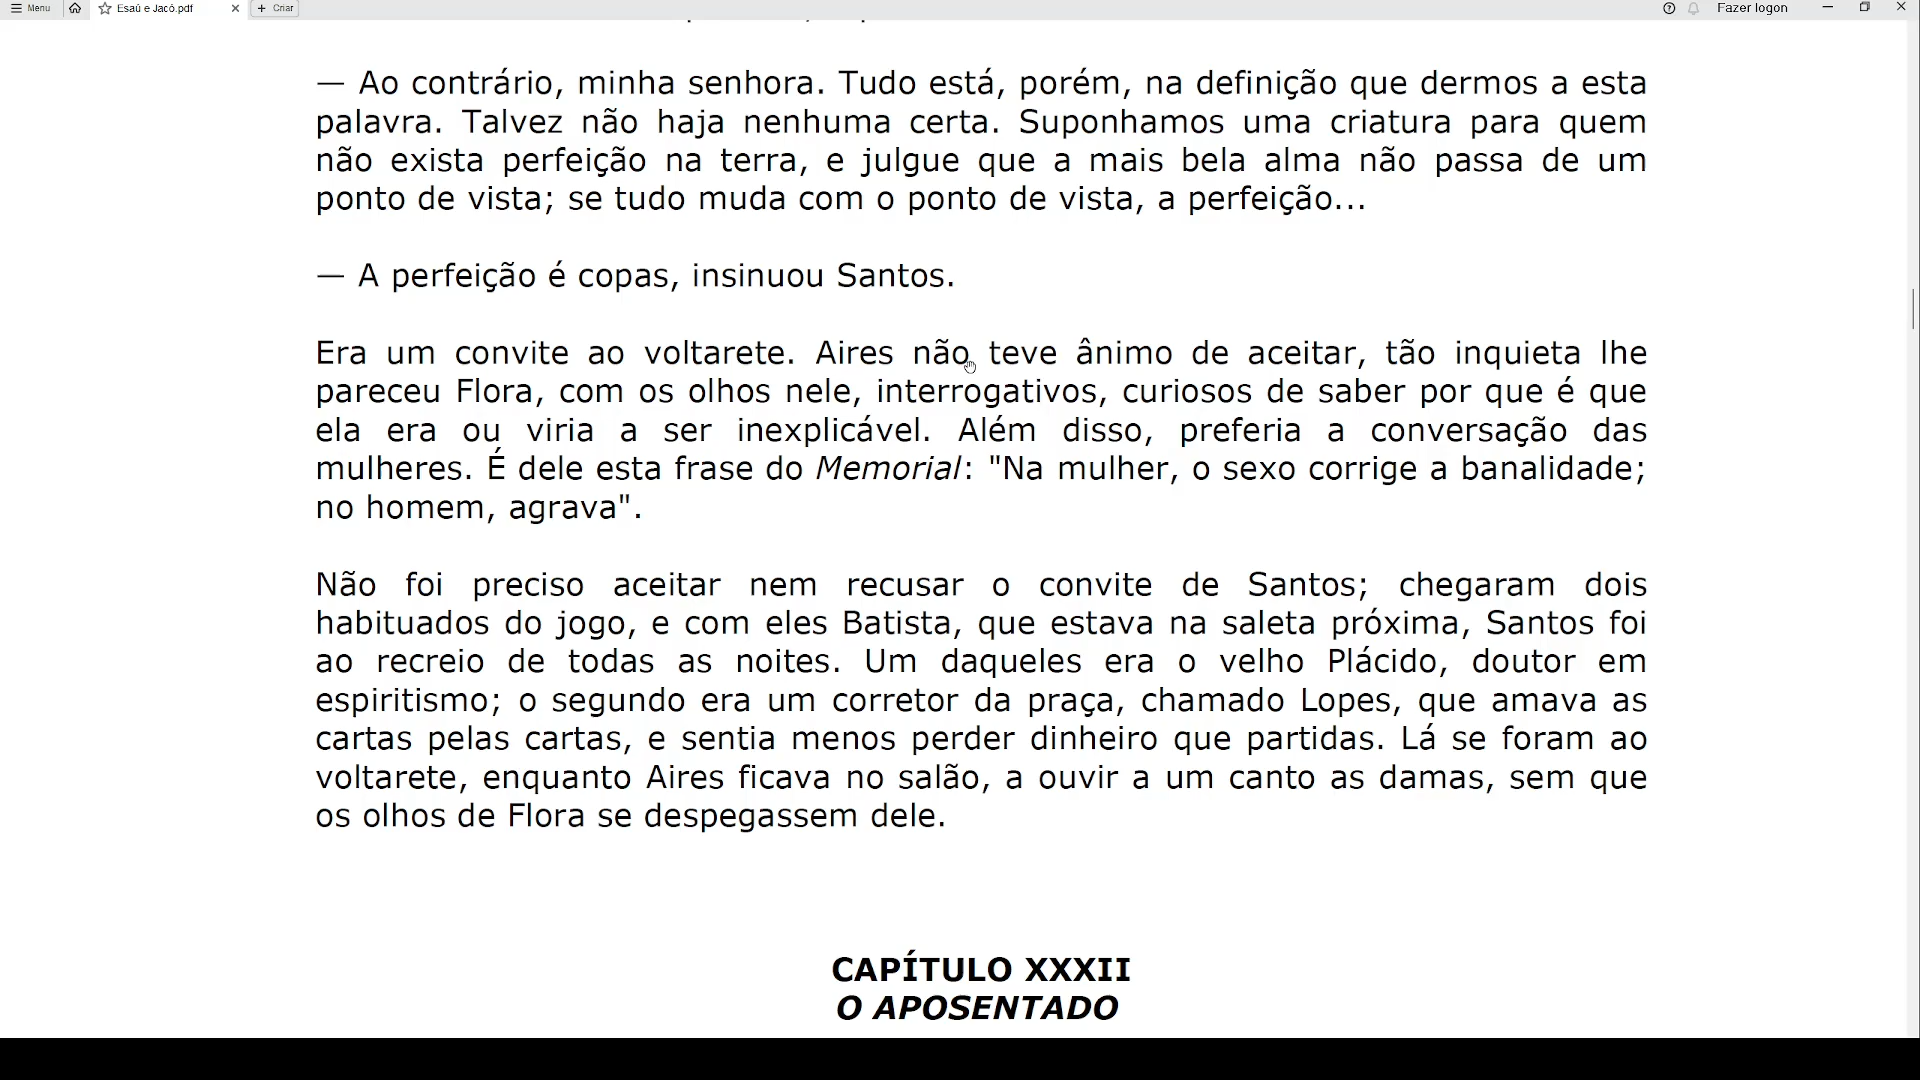 Menu
Esaú e Jacó.pdf
Criar
Fazer logon
— Ao contrário, minha senhora. Tudo está, porém, na definição que dermos a esta
palavra. Talvez não haja nenhuma certa. Suponhamos uma criatura para quem
não exista perfeição na terra, e julgue que a mais bela alma não passa de um
ponto de vista; se tudo muda com o ponto de vista, a perfeição...
— A perfeição é copas, insinuou Santos.
Era um convite ao voltarete. Aires não teve ânimo de aceitar, tão inquieta lhe
pareceu Flora, com os olhos nele, interrogativos, curiosos de saber por que é que
ela era ou viria a ser inexplicável. Além disso, preferia a conversação das
mulheres. É dele esta frase do Memorial: "Na mulher, o sexo corrige a banalidade;
no homem, agrava".
Não foi preciso aceitar nem recusar o convite de Santos; chegaram dois
habituados do jogo, e com eles Batista, que estava na saleta próxima, Santos foi
ao recreio de todas as noites. Um daqueles era o velho Plácido, doutor em
espiritismo; o segundo era um corretor da praça, chamado Lopes, que amava as
cartas pelas cartas, e sentia menos perder dinheiro que partidas. Lá se foram ao
voltarete, enquanto Aires ficava no salão, a ouvir a um canto as damas, sem que
os olhos de Flora se despegassem dele.
CAPÍTULO XXXII
O APOSENTADO